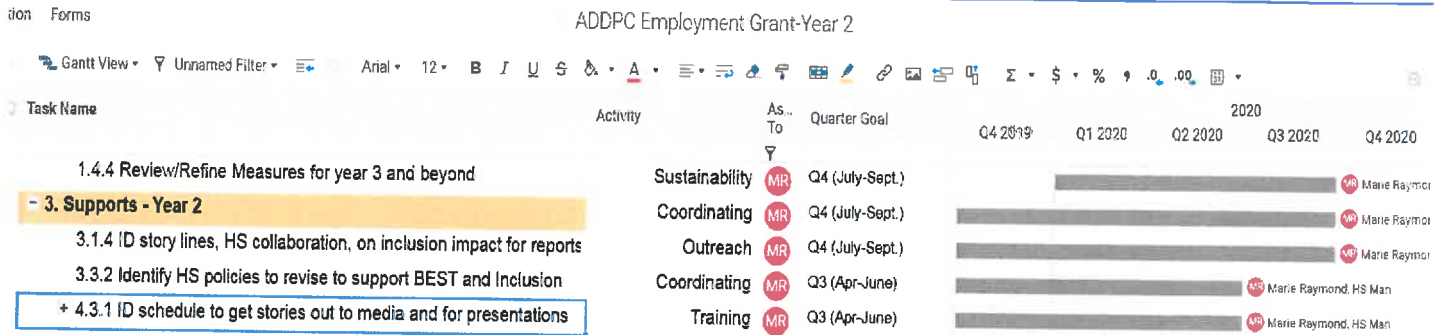 tion Forms
ADDPC Employment Grant-Year 2
Gantt View Unnamed Filter Arial 12 B I U S A Σ $ % , .0 .00
Task Name Activity As... To Quarter Goal
2020
Q4 2019 Q1 2020 Q2 2020 Q3 2020 Q4 2020
1.4.4 Review/Refine Measures for year 3 and beyond Sustainability MR Q4 (July-Sept.) MR Marie Raymor
- 3. Supports - Year 2 Coordinating MR Q4 (July-Sept.) MR Marie Raymor
3.1.4 ID story lines, HS collaboration, on inclusion impact for reports Outreach MR Q4 (July-Sept.) MR Marie Raymor
3.3.2 Identify HS policies to revise to support BEST and Inclusion Coordinating MR Q3 (Apr-June) MR Marie Raymond, HS Man
+ 4.3.1 ID schedule to get stories out to media and for presentations Training MR Q3 (Apr-June) MR Marie Raymond, HS Man